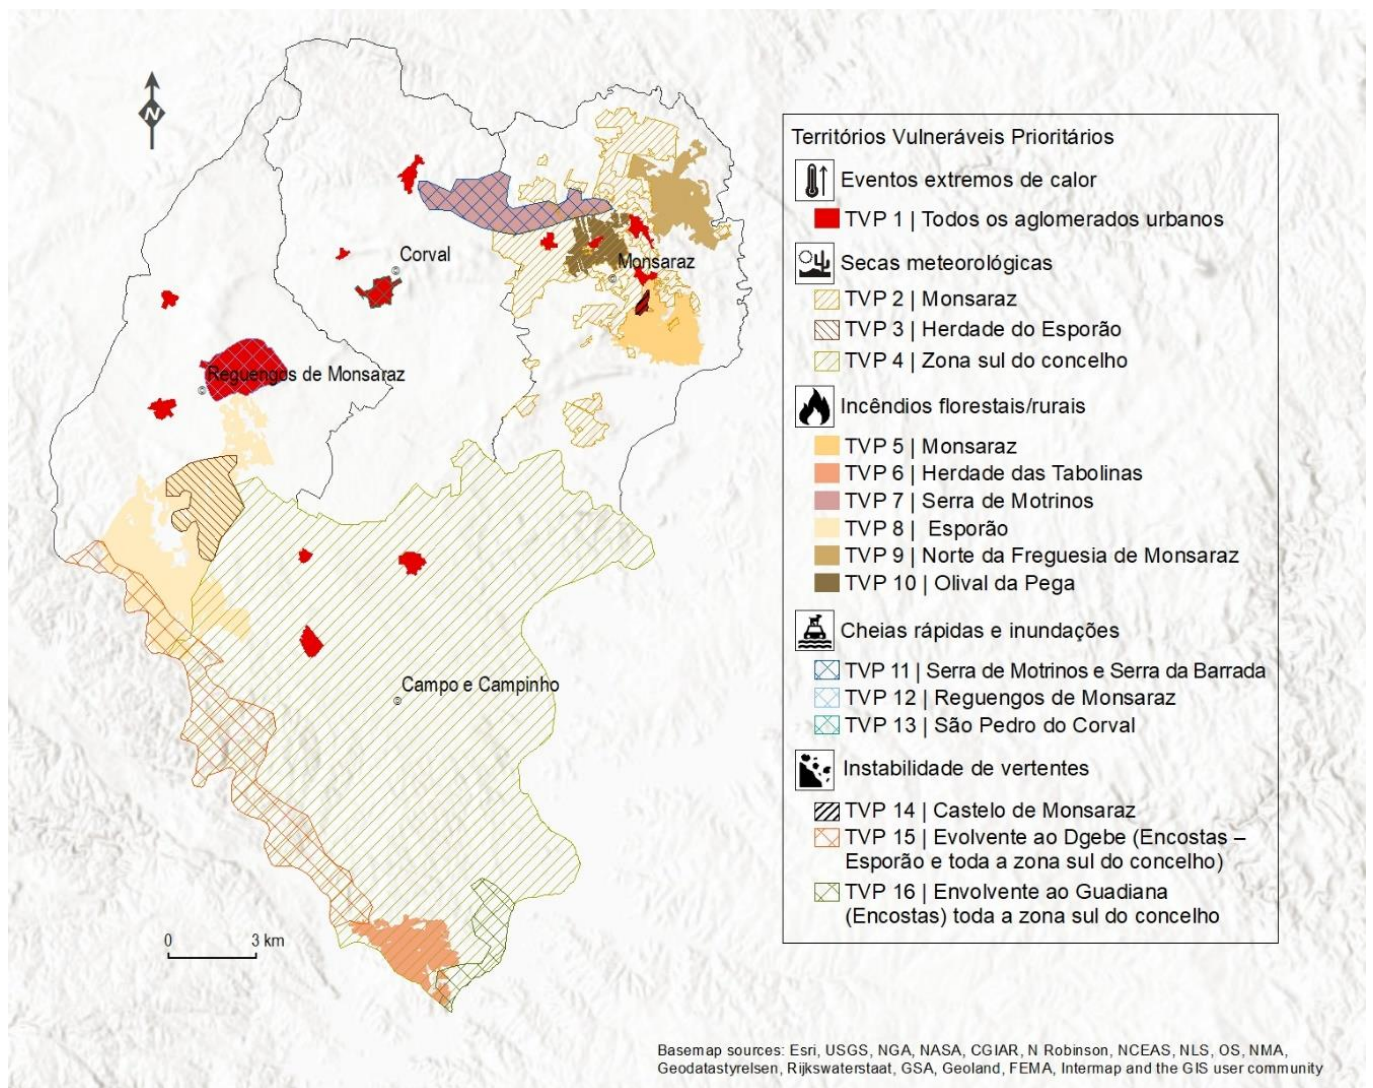 N
Corval
Monsaraz
Reguengos de Monsaraz
Campo e Campinho
0 3 km
Territórios Vulneráveis Prioritários
Eventos extremos de calor
TVP 1 | Todos os aglomerados urbanos
Secas meteorológicas
TVP 2 | Monsaraz
TVP 3 | Herdade do Esporão
TVP 4 | Zona sul do concelho
Incêndios florestais/rurais
TVP 5 | Monsaraz
TVP 6 | Herdade das Tabolinas
TVP 7 | Serra de Motrinos
TVP 8 | Esporão
TVP 9 | Norte da Freguesia de Monsaraz
TVP 10 | Olival da Pega
Cheias rápidas e inundações
TVP 11 | Serra de Motrinos e Serra da Barrada
TVP 12 | Reguengos de Monsaraz
TVP 13 | São Pedro do Corval
Instabilidade de vertentes
TVP 14 | Castelo de Monsaraz
TVP 15 | Evolvente ao Dgebe (Encostas –
Esporão e toda a zona sul do concelho)
TVP 16 | Envolvente ao Guadiana
(Encostas) toda a zona sul do concelho
Basemap sources: Esri, USGS, NGA, NASA, CGIAR, N Robinson, NCEAS, NLS, OS, NMA,
Geodatastyrelsen, Rijkswaterstaat, GSA, Geoland, FEMA, Intermap and the GIS user community